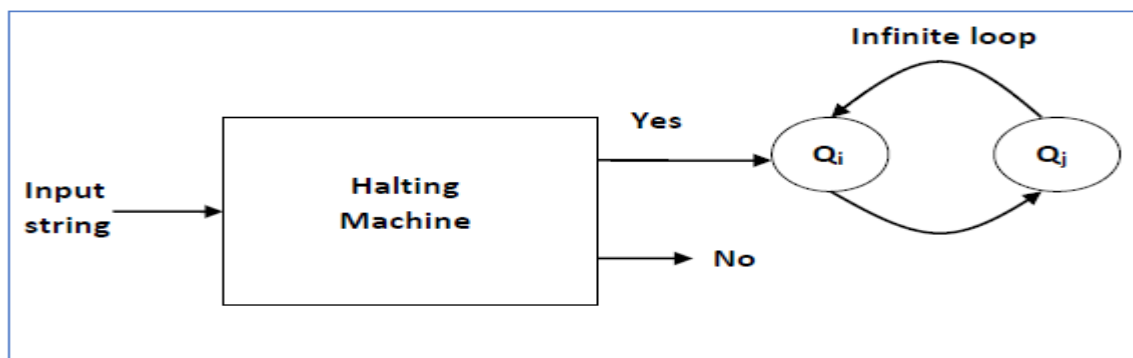 Infinite loop
Yes
Qi
Qj
Halting
Machine
Input
string
No